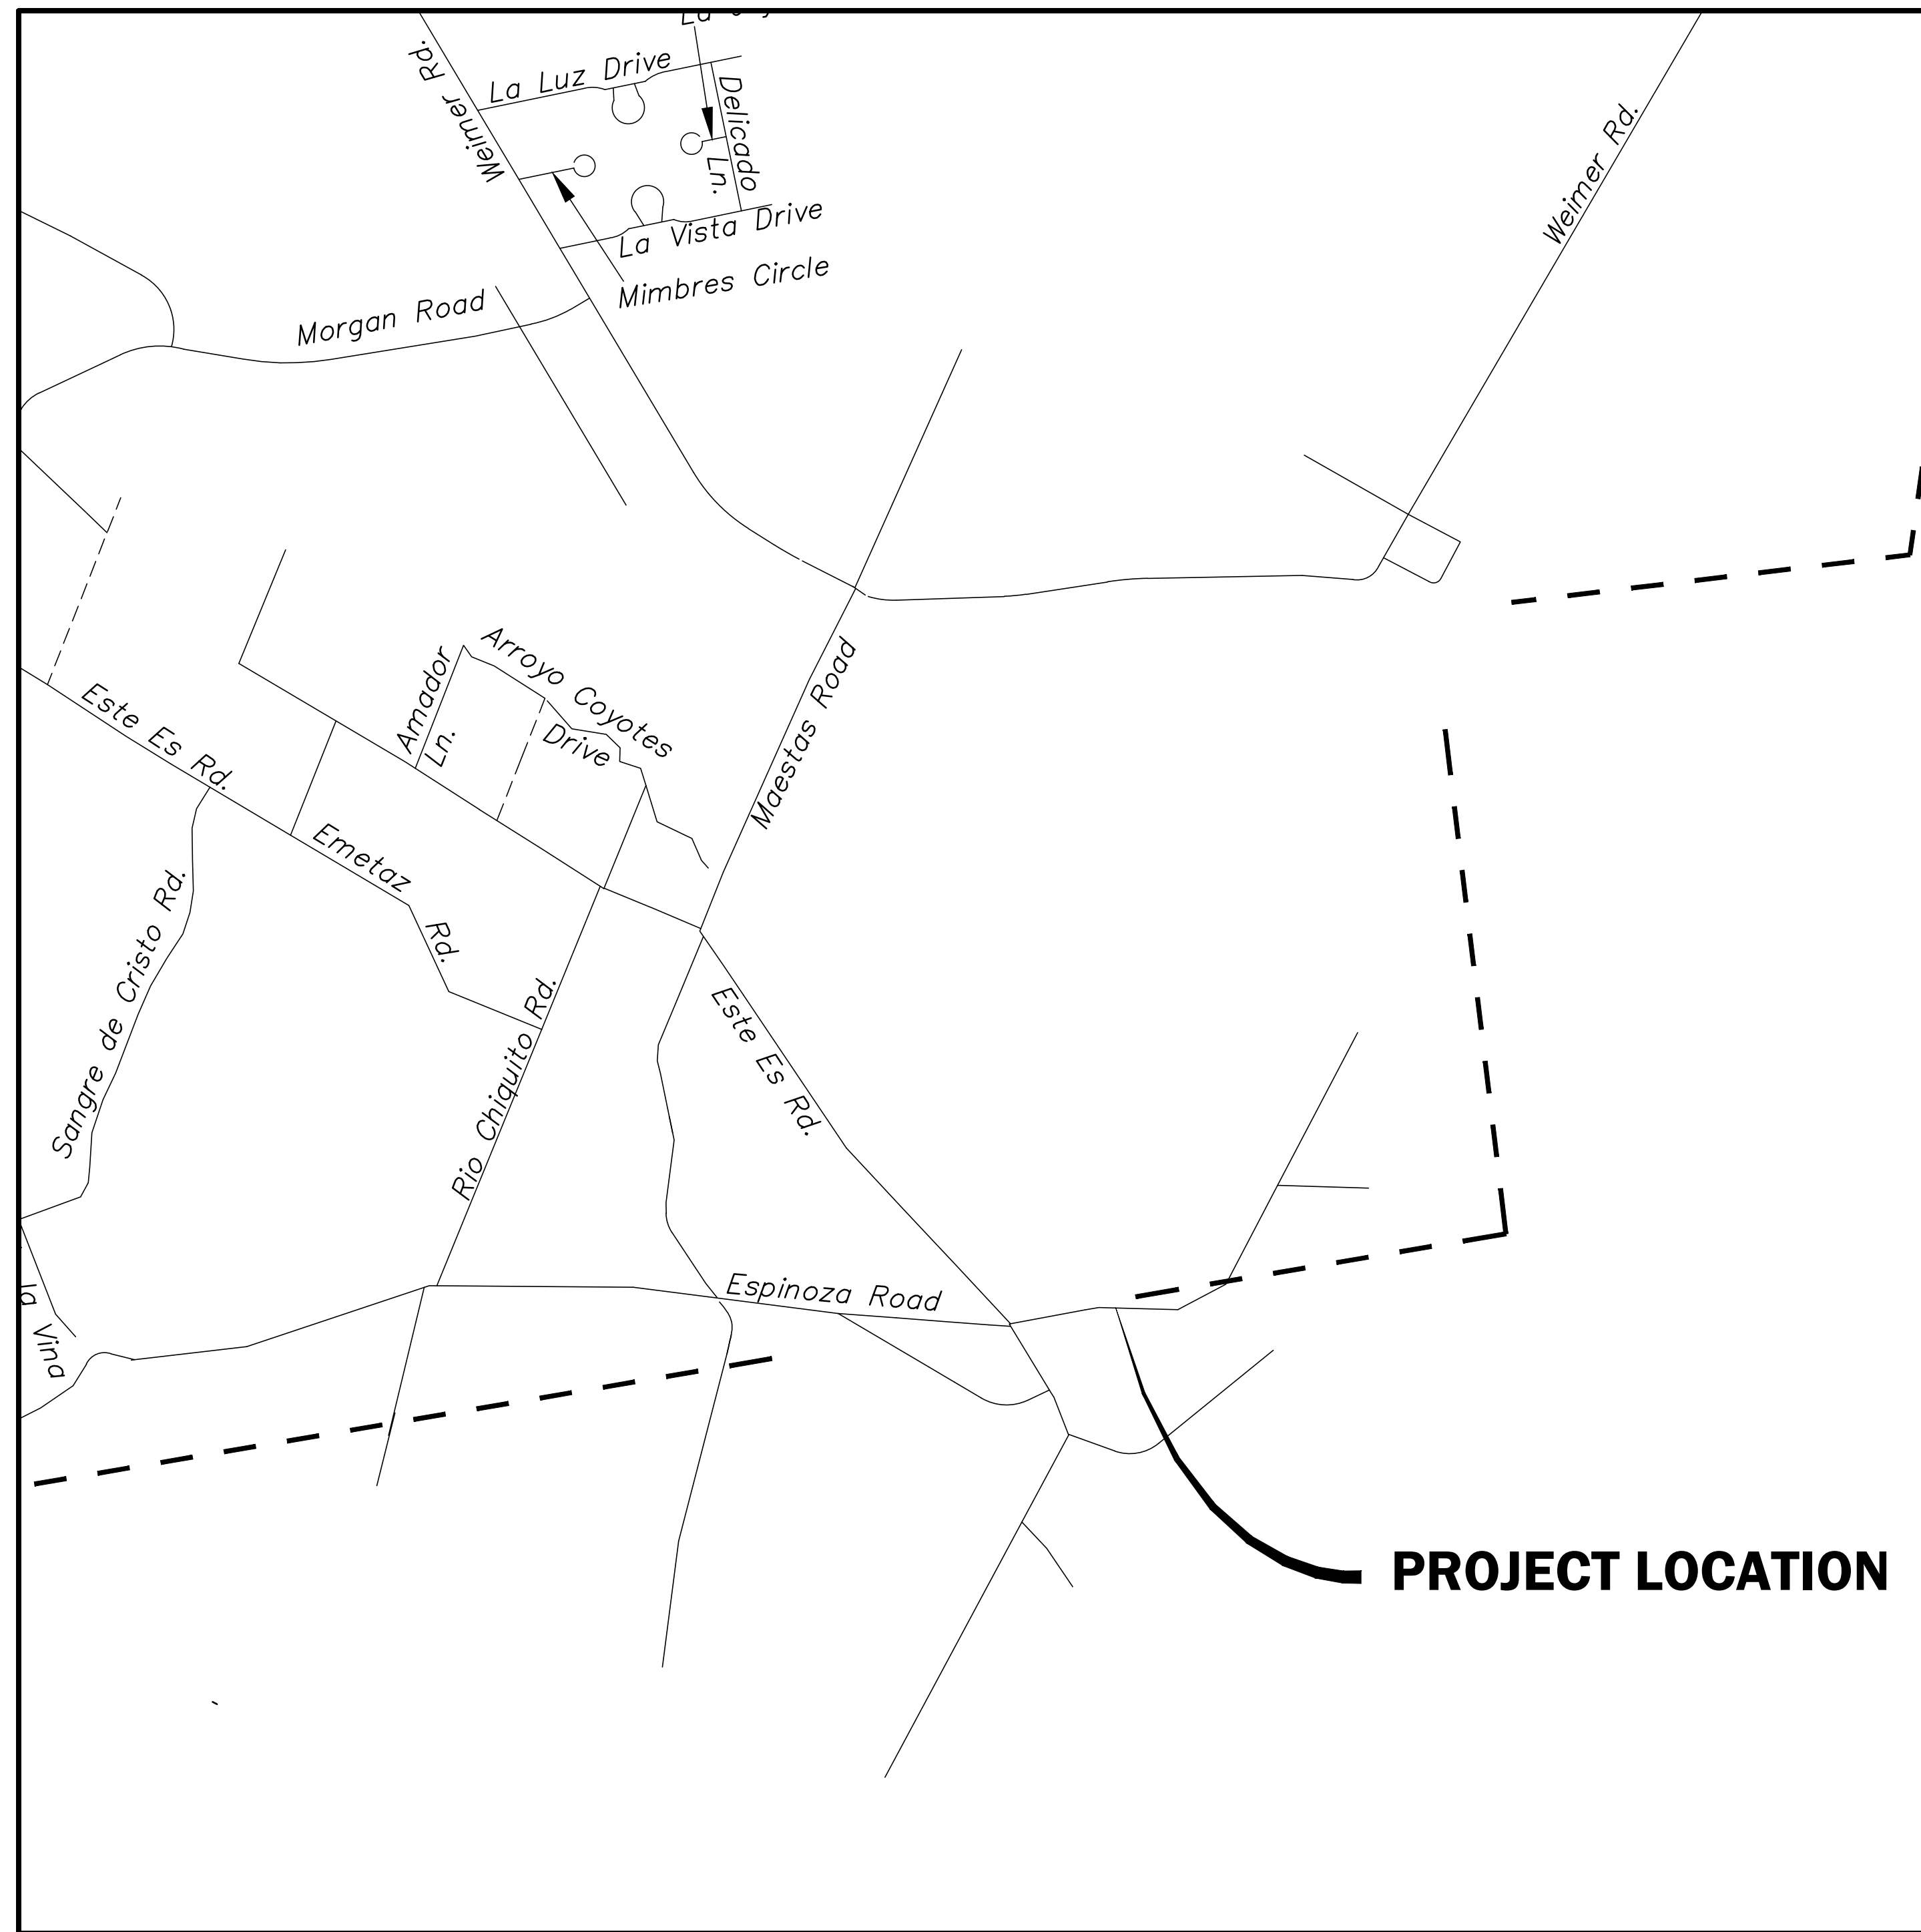 La Luz Drive
Weimer Rd.
Delicado
Ln.
La Vista Drive
Mimbres Circle
Morgan Road
Weimer Rd.
Arroyo Coyotes
Drive
Amador
Ln.
Maestas Road
Este Es Rd.
Emetaz
Rd.
Sangre de Cristo Rd.
Rio Chiquito Rd.
Este Es Rd.
Espinoza Road
PROJECT LOCATION